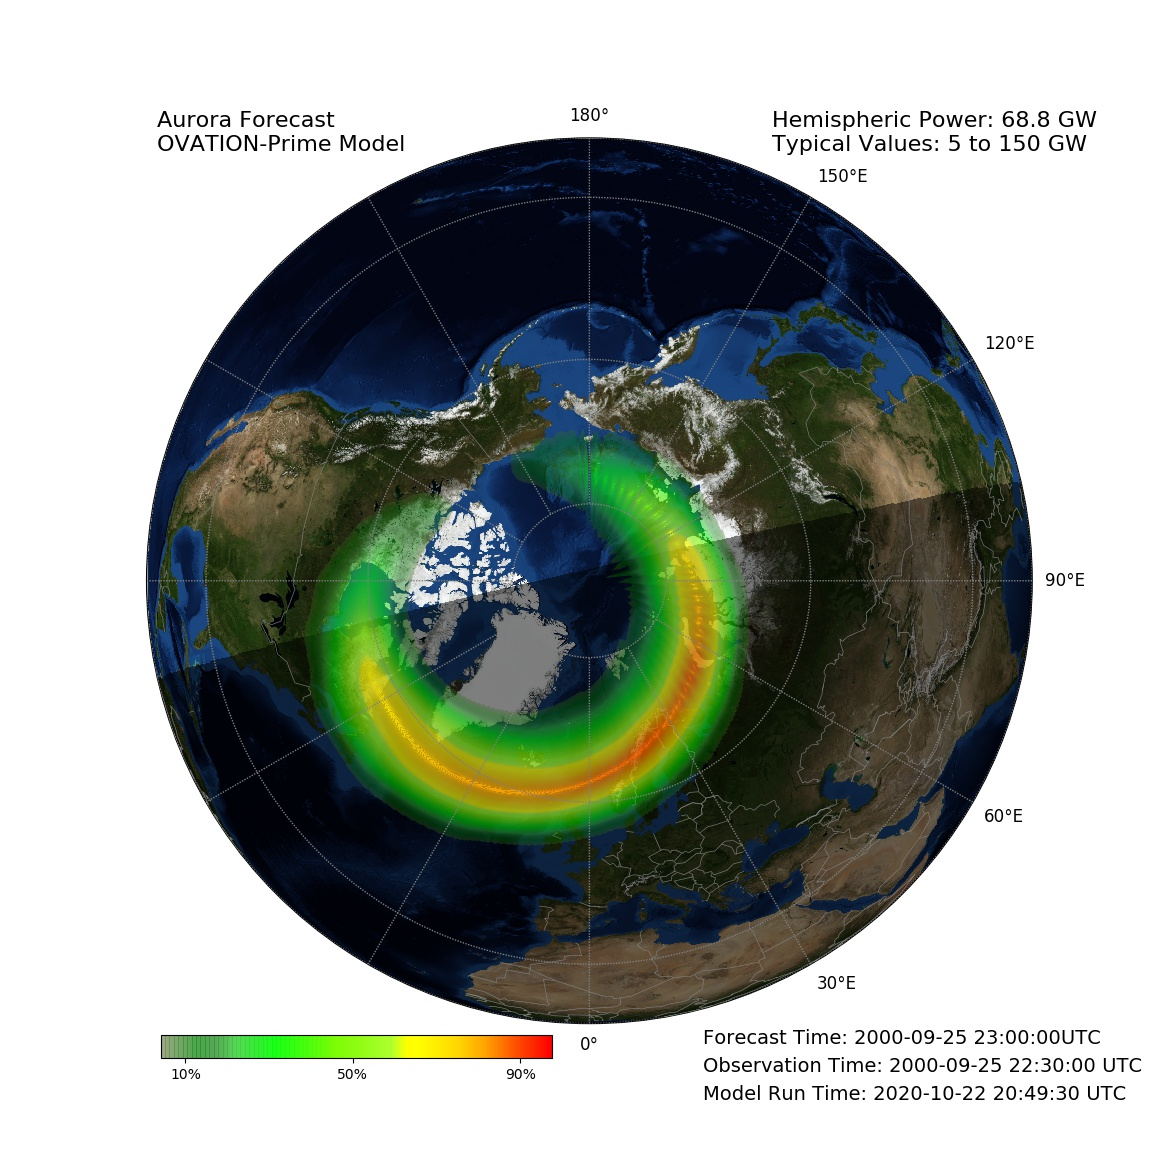 Aurora Forecast
OVATION-Prime Model
Hemispheric Power: 68.8 GW
Typical Values: 5 to 150 GW
180°
150°E
120°E
90°E
60°E
30°E
0°
10%
50%
90%
Forecast Time: 2000-09-25 23:00:00UTC
Observation Time: 2000-09-25 22:30:00 UTC
Model Run Time: 2020-10-22 20:49:30 UTC